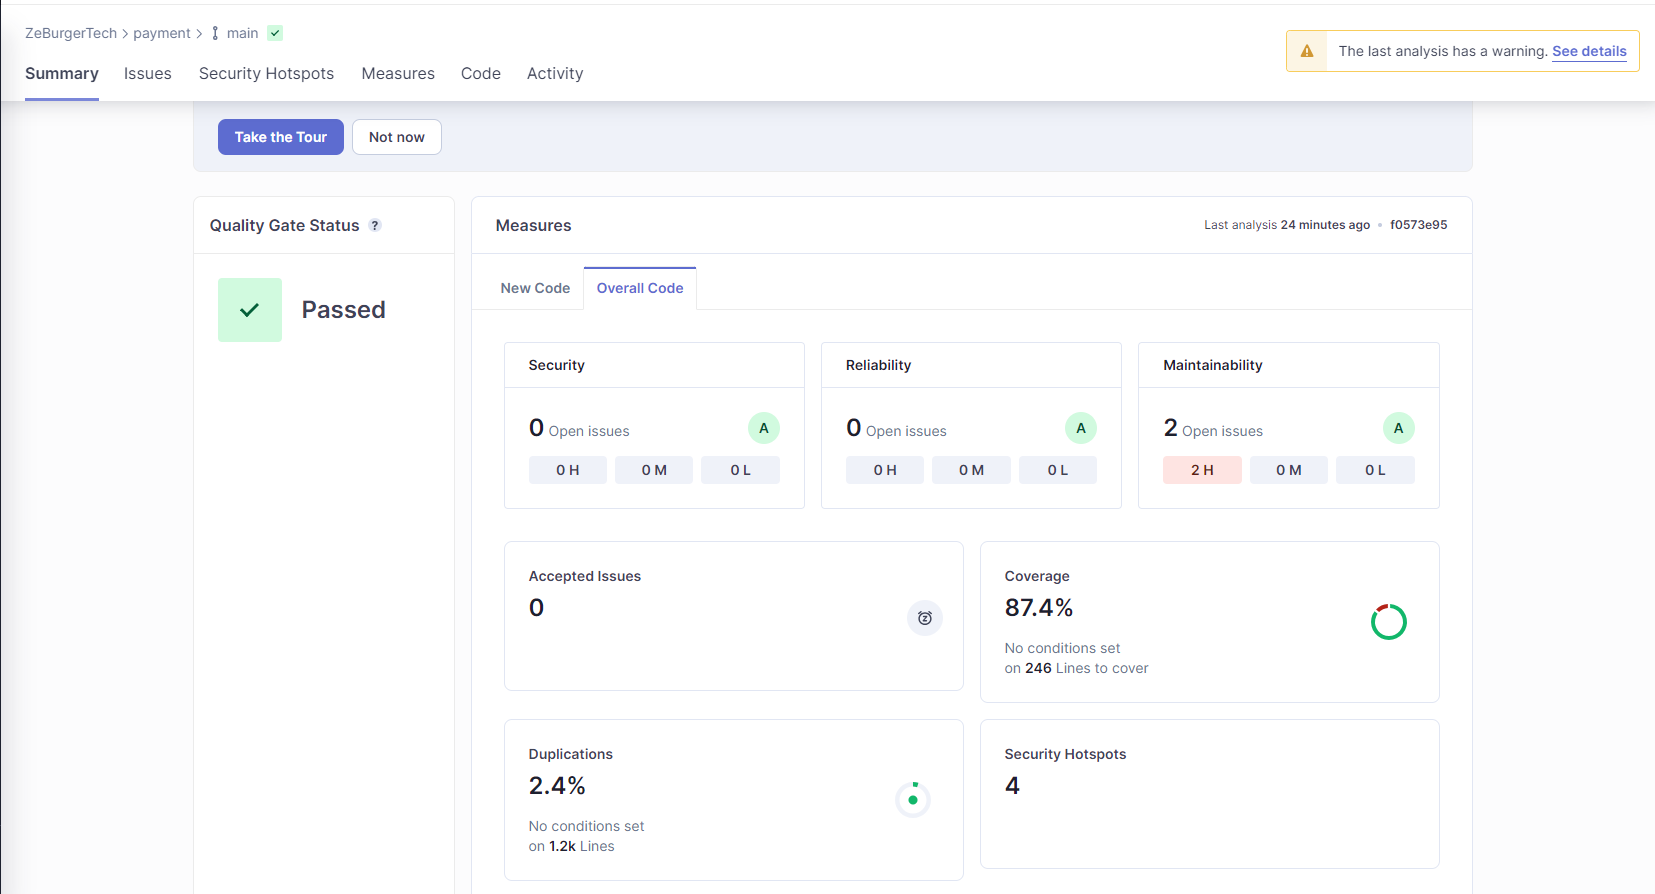 ZeBurgerTech > payment > main
The last analysis has a warning. See details
Summary Issues Security Hotspots Measures Code Activity
Take the Tour Not now
Quality Gate Status ?
Passed
Measures
Last analysis 24 minutes ago • f0573e95
New Code Overall Code
Security
0 Open issues A
0 H 0 M 0 L
Reliability
0 Open issues A
0 H 0 M 0 L
Maintainability
2 Open issues A
2 H 0 M 0 L
Accepted Issues
0
Coverage
87.4%
No conditions set
on 246 Lines to cover
Duplications
2.4%
No conditions set
on 1.2k Lines
Security Hotspots
4